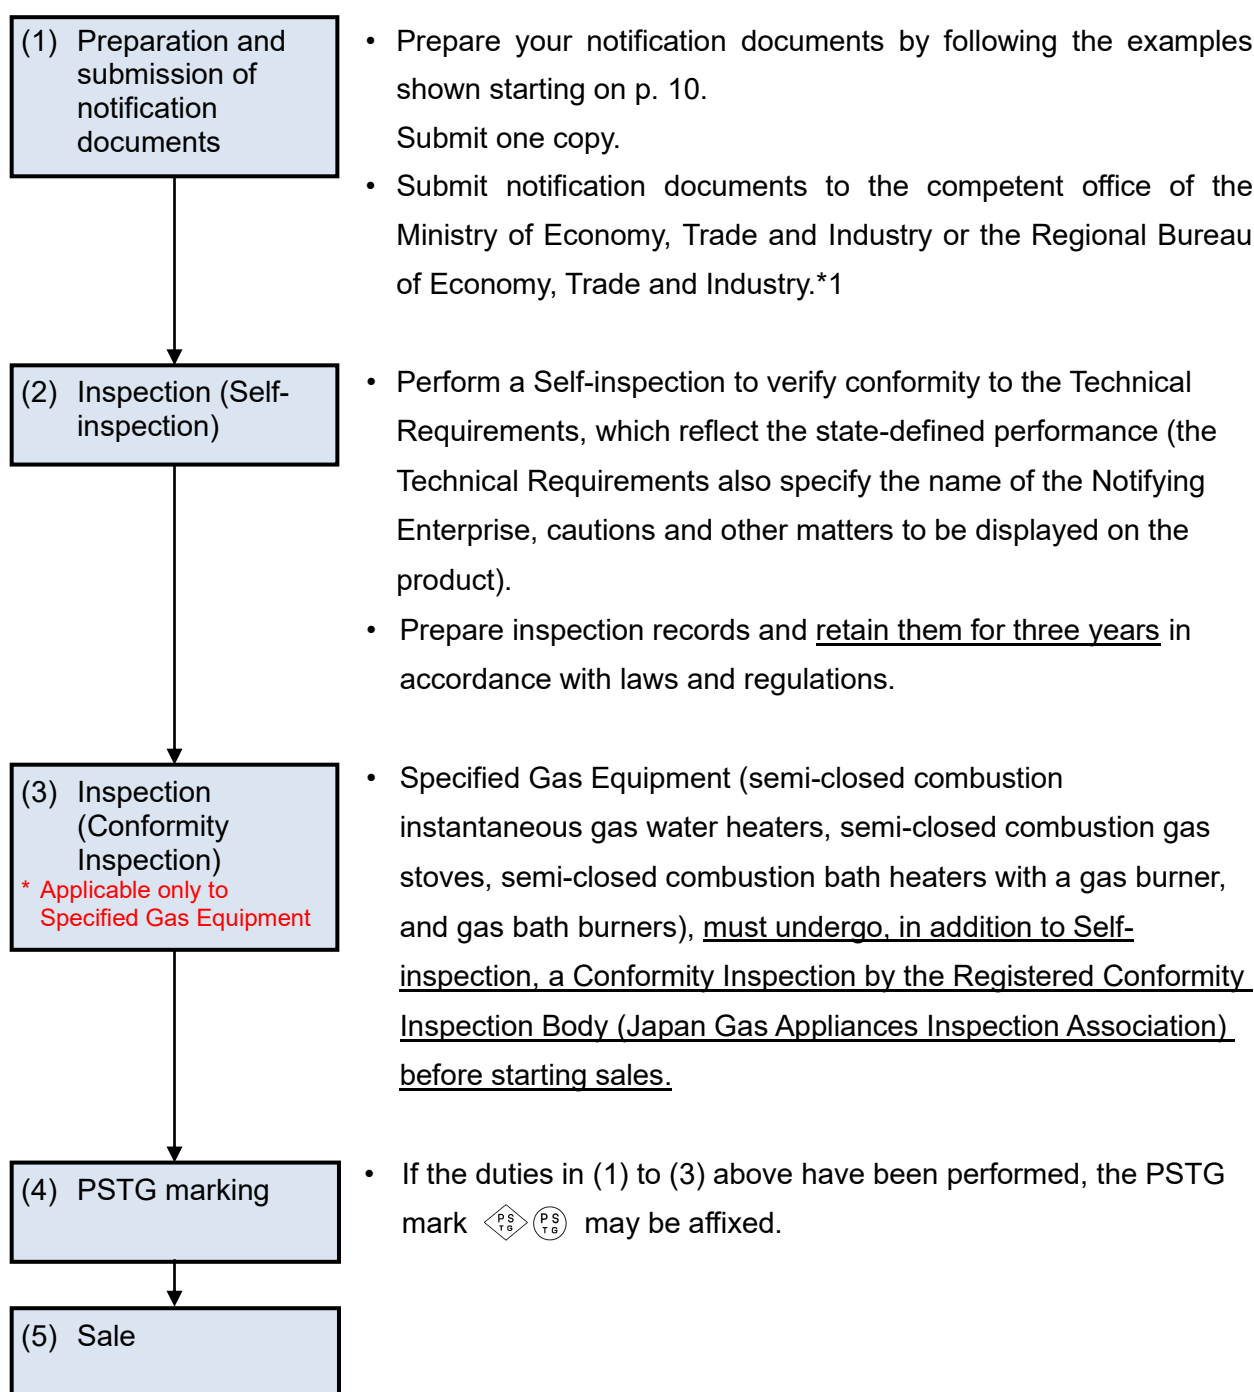 (1) Preparation and
submission of
notification
documents
• Prepare your notification documents by following the examples
shown starting on p. 10.
Submit one copy.
• Submit notification documents to the competent office of the
Ministry of Economy, Trade and Industry or the Regional Bureau
of Economy, Trade and Industry.*1
(2) Inspection (Self-
inspection)
• Perform a Self-inspection to verify conformity to the Technical
Requirements, which reflect the state-defined performance (the
Technical Requirements also specify the name of the Notifying
Enterprise, cautions and other matters to be displayed on the
product).
• Prepare inspection records and retain them for three years in
accordance with laws and regulations.
(3) Inspection
(Conformity
Inspection)
* Applicable only to
Specified Gas Equipment
• Specified Gas Equipment (semi-closed combustion
instantaneous gas water heaters, semi-closed combustion gas
stoves, semi-closed combustion bath heaters with a gas burner,
and gas bath burners), must undergo, in addition to Self-
inspection, a Conformity Inspection by the Registered Conformity
Inspection Body (Japan Gas Appliances Inspection Association)
before starting sales.
(4) PSTG marking
• If the duties in (1) to (3) above have been performed, the PSTG
mark PS TG PS TG may be affixed.
(5) Sale